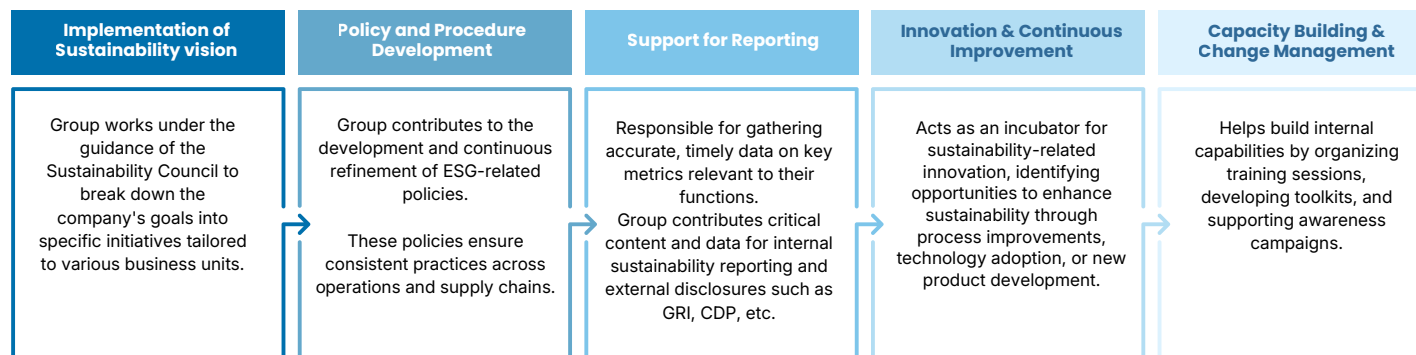 Implementation of
Sustainability vision
Group works under the
guidance of the
Sustainability Council to
break down the
company's goals into
specific initiatives tailored
to various business units.
Policy and Procedure
Development
Group contributes to the
development and continuous
refinement of ESG-related
policies.
These policies ensure
consistent practices across
operations and supply chains.
Support for Reporting
Responsible for gathering
accurate, timely data on key
metrics relevant to their
functions.
Group contributes critical
content and data for internal
sustainability reporting and
external disclosures such as
GRI, CDP, etc.
Innovation & Continuous
Improvement
Acts as an incubator for
sustainability-related
innovation, identifying
opportunities to enhance
sustainability through
process improvements,
technology adoption, or new
product development.
Capacity Building &
Change Management
Helps build internal
capabilities by organizing
training sessions,
developing toolkits, and
supporting awareness
campaigns.